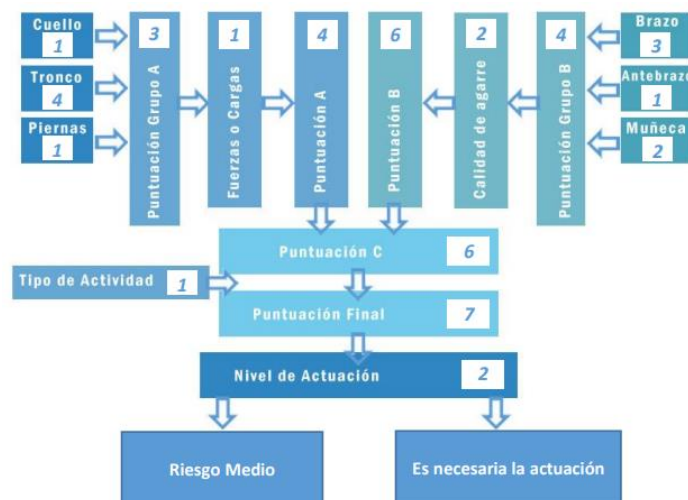 Cuello
1
Tronco
4
Piernas
1
3
Puntuación Grupo A
1
Fuerzas o Cargas
4
Puntuación A
6
Puntuación B
2
Calidad de agarre
4
Puntuación Grupo B
Brazo
3
Antebrazo
1
Muñeca
2
Puntuación C
6
Tipo de Actividad
1
Puntuación Final
7
Nivel de Actuación
2
Riesgo Medio
Es necesaria la actuación